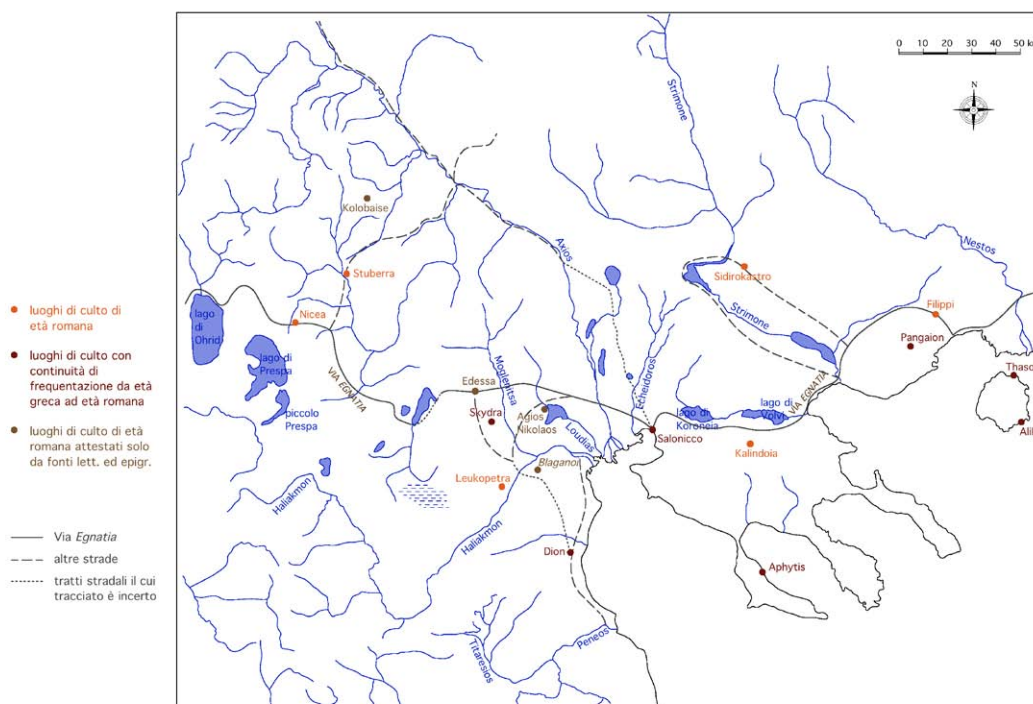 luoghi di culto di
età romana
luoghi di culto con
continuità di
frequentazione da età
greca ad età romana
luoghi di culto di età
romana attestati solo
da fonti lett. ed epigr.
Via Egnatia
altre strade
tratti stradali il cui
tracciato è incerto
0 10 20 30 40 50 km
N
Strimone
Kolobaise
Axios
Nestos
Stuberra
Sidirokastro
lago
di
Ohrid
Nicea
Strimone
Filippi
Pangaion
lago di
Prespa
Echeidoros
Moglenitsa
VIA EGNATIA
Thaso
piccolo
Prespa
Edessa
VIA EGNATIA
Skydra
Agios
Nikolaos
Loudias
lago di
Koroneia
lago di
Volvi
Alil
Salonicco
Kalindoia
Blaganoi
Leukopetra
Haliakmon
Haliakmon
Dion
Aphytis
Peneos
Titaresios